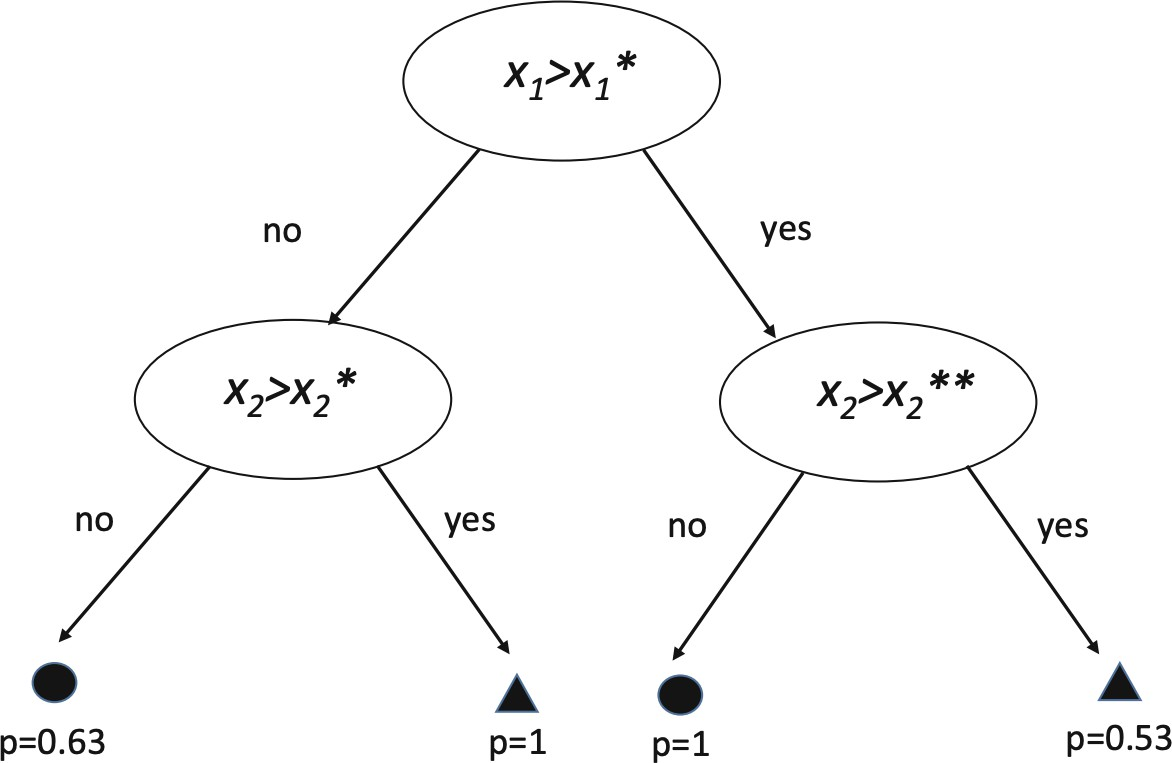 x₁>x₁*
no
yes
x₂>x₂*
x₂>x₂**
no
yes
no
yes
p=0.63
p=1
p=1
p=0.53